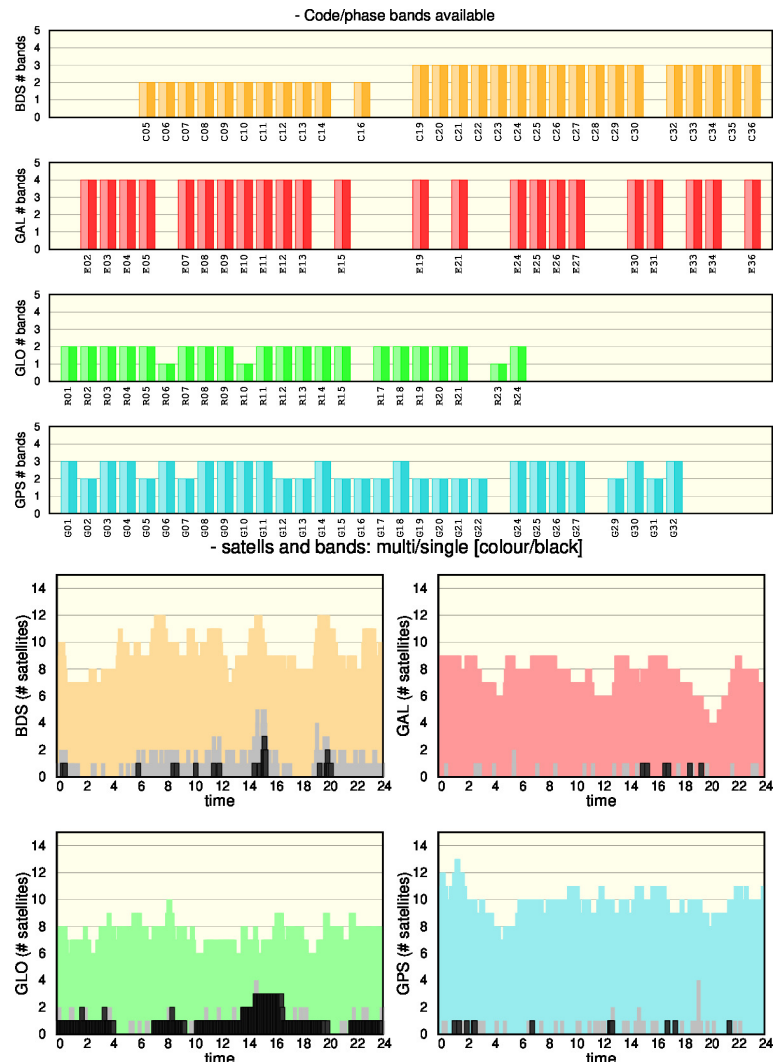 - Code/phase bands available
BDS # bands
5
4
3
2
1
0
C05 C06 C07 C08 C09 C10 C11 C12 C13 C14 C16 C19 C20 C21 C22 C23 C24 C25 C26 C27 C28 C29 C30 C32 C33 C34 C35 C36
GAL # bands
5
4
3
2
1
0
E02 E03 E04 E05 E07 E08 E09 E10 E11 E12 E13 E15 E19 E21 E24 E25 E26 E27 E30 E31 E33 E34 E36
GLO # bands
5
4
3
2
1
0
R01 R02 R03 R04 R05 R06 R07 R08 R09 R10 R11 R12 R13 R14 R15 R17 R18 R19 R20 R21 R23 R24
GPS # bands
5
4
3
2
1
0
G01 G02 G03 G04 G05 G06 G07 G08 G09 G10 G11 G12 G13 G14 G15 G16 G17 G18 G19 G20 G21 G22 G24 G25 G26 G27 G29 G30 G31 G32
- satells and bands: multi/single [colour/black]
BDS (# satellites)
14
12
10
8
6
4
2
0
0 2 4 6 8 10 12 14 16 18 20 22 24
time
GAL (# satellites)
14
12
10
8
6
4
2
0
0 2 4 6 8 10 12 14 16 18 20 22 24
time
GLO (# satellites)
14
12
10
8
6
4
2
0
0 2 4 6 8 10 12 14 16 18 20 22 24
time
GPS (# satellites)
14
12
10
8
6
4
2
0
0 2 4 6 8 10 12 14 16 18 20 22 24
time